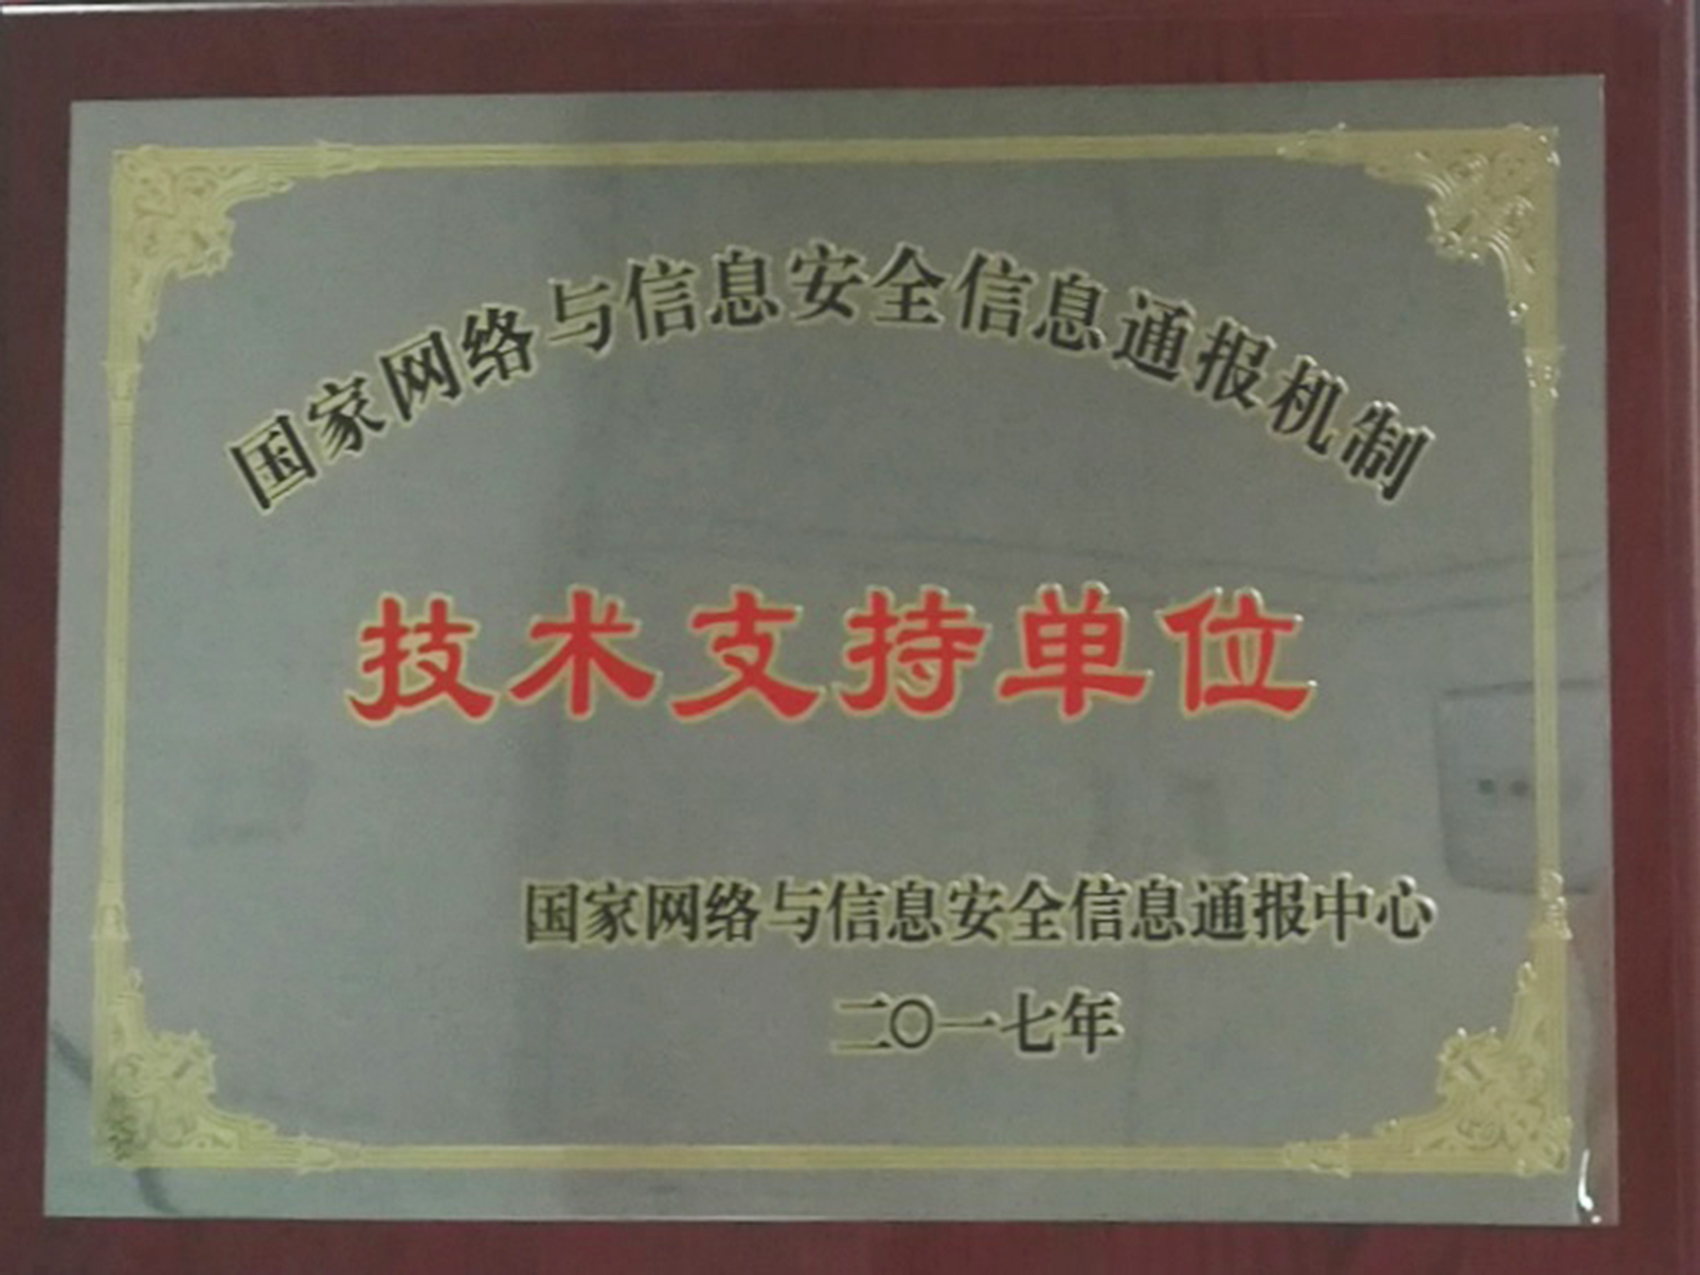 国家网络与信息安全信息通报机制
技术支持单位
国家网络与信息安全信息通报中心
二〇一七年